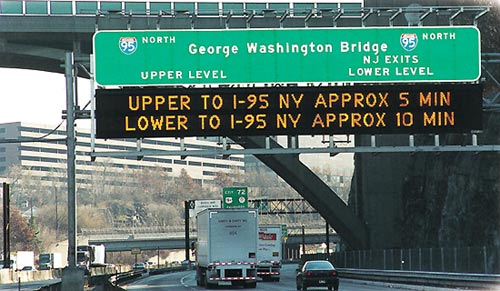 95 NORTH
George Washington Bridge
95 NORTH
UPPER LEVEL
NJ EXITS
LOWER LEVEL
UPPER TO I-95 NY APPROX 5 MIN
LOWER TO I-95 NY APPROX 10 MIN
EXIT 72